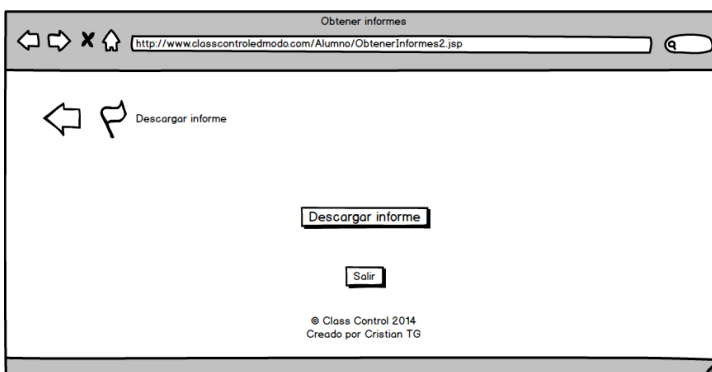 Obtener informes
http://www.classcontroledmodo.com/Alumno/ObtenerInformes2.jsp
Descargar informe
Descargar informe
Salir
© Class Control 2014
Creado por Cristian TG